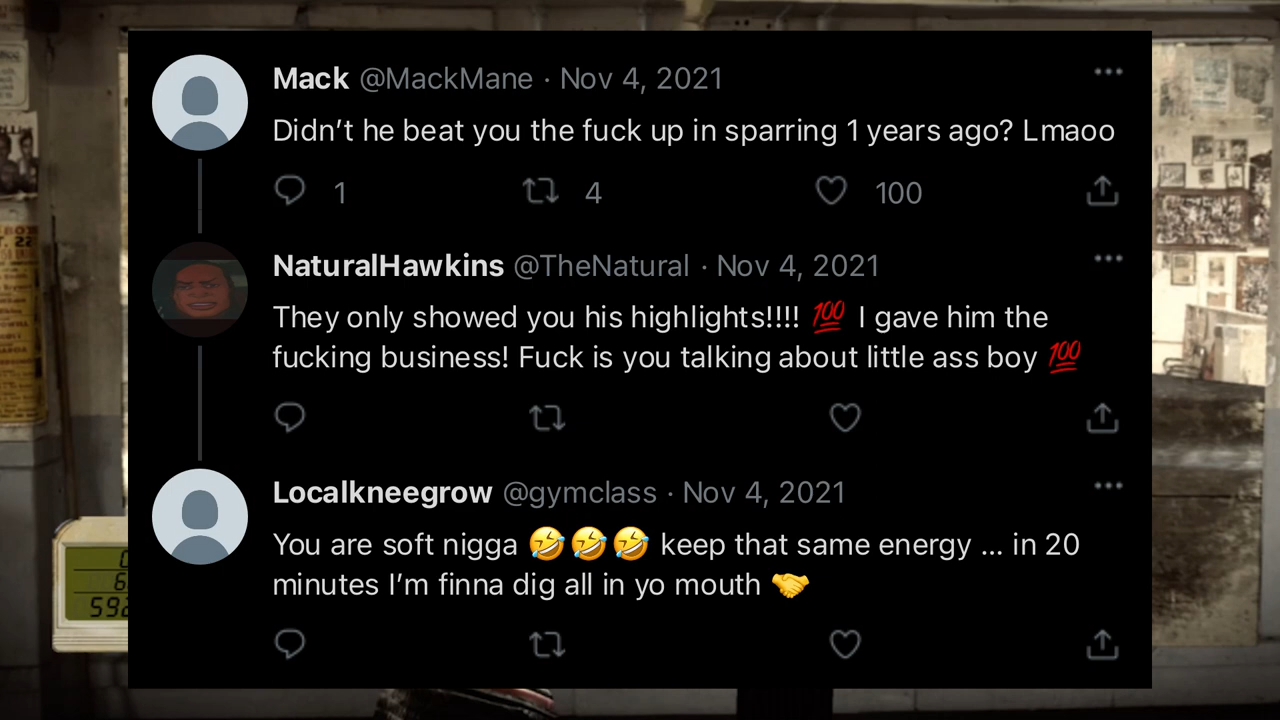 Mack @MackMane · Nov 4, 2021
Didn’t he beat you the fuck up in sparring 1 years ago? Lmaoo
1 4 100
NaturalHawkins @TheNatural · Nov 4, 2021
They only showed you his highlights!!!! 💯 I gave him the
fucking business! Fuck is you talking about little ass boy 💯
Localkneegrow @gymclass · Nov 4, 2021
You are soft nigga 🤣🤣🤣 keep that same energy ... in 20
minutes I’m finna dig all in yo mouth 🤝